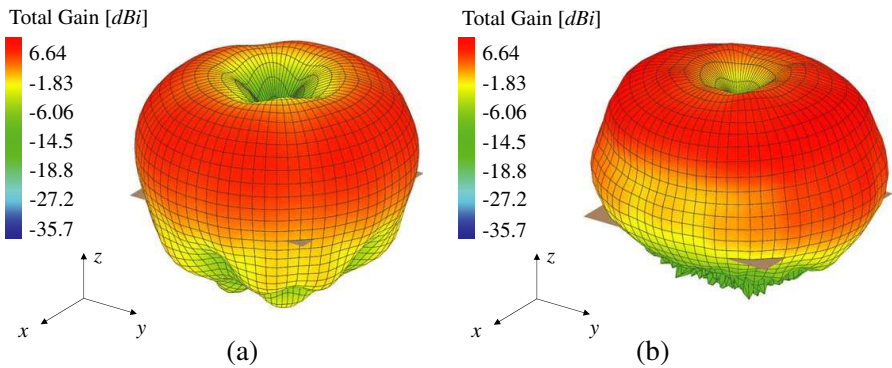 Total Gain [dBi]
6.64
-1.83
-6.06
-14.5
-18.8
-27.2
-35.7
z
x
y
(a)
Total Gain [dBi]
6.64
-1.83
-6.06
-14.5
-18.8
-27.2
-35.7
z
x
y
(b)